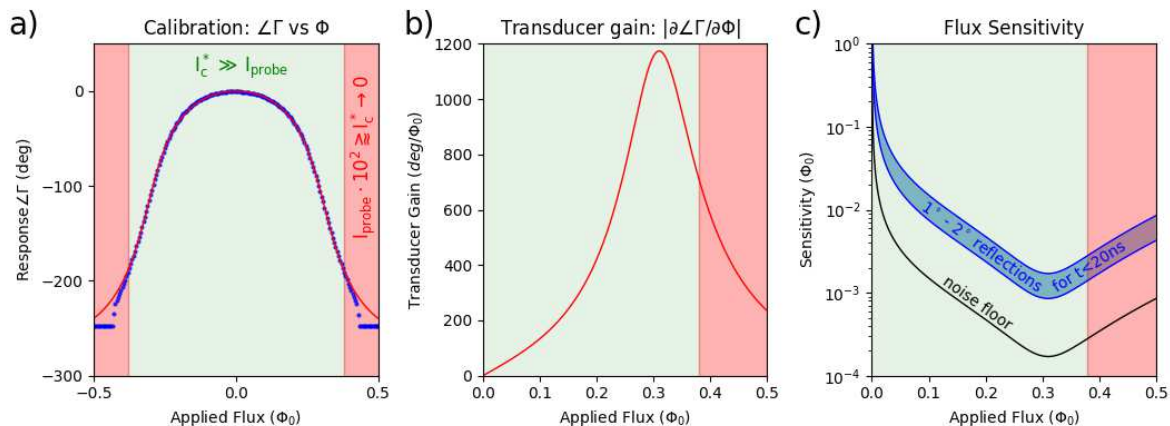 a)
Calibration: ∠Γ vs Φ
I_c^* ≫ I_probe
I_probe · 10² ⪆ I_c^* → 0
Response∠Γ (deg)
0
−100
−200
−300
−0.5
0.0
0.5
Applied Flux (Φ₀)
b)
Transducer gain: |∂∠Γ/∂Φ|
Transducer Gain (deg/Φ₀)
1200
1000
800
600
400
200
0
0.0
0.1
0.2
0.3
0.4
0.5
Applied Flux (Φ₀)
c)
Flux Sensitivity
Sensitivity (Φ₀)
10⁰
10⁻¹
10⁻²
10⁻³
10⁻⁴
1° - 2° reflections
for t<20ns
noise floor
0.0
0.1
0.2
0.3
0.4
0.5
Applied Flux (Φ₀)